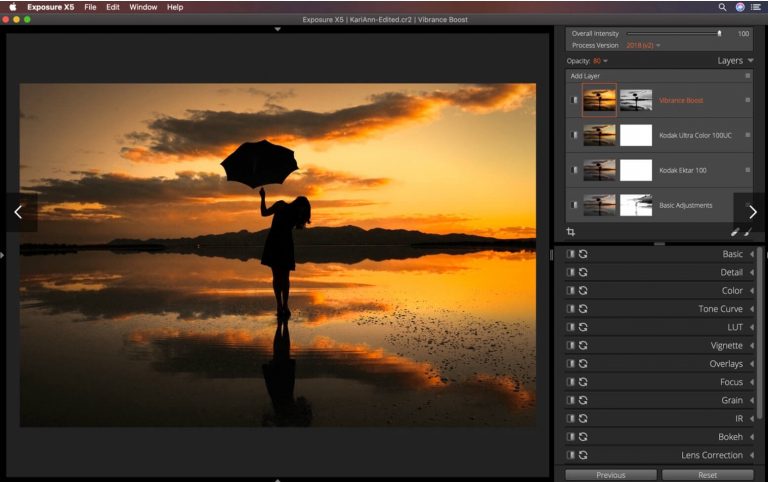 Exposure X5 File Edit Window Help
Exposure X5 | KariAnn-Edited.cr2 | Vibrance Boost
Overall Intensity 100
Process Version 2018 (v2)
Opacity: 80 Layers
Add Layer
Vibrance Boost
Kodak Ultra Color 100UC
Kodak Ektar 100
Basic Adjustments
Basic
Detail
Color
Tone Curve
LUT
Vignette
Overlays
Focus
Grain
IR
Bokeh
Lens Correction
Previous Reset